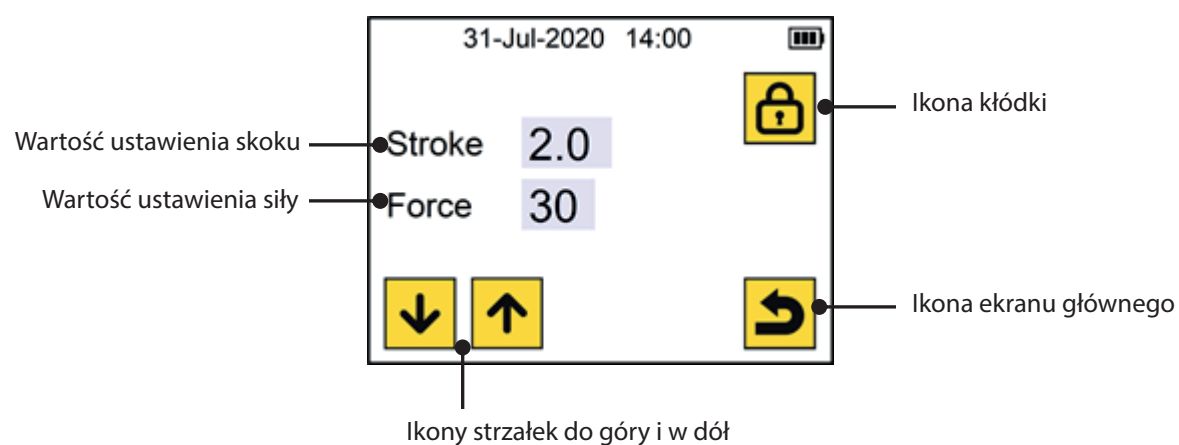 31-Jul-2020 14:00
Ikona kłódki
Wartość ustawienia skoku
Stroke 2.0
Wartość ustawienia siły
Force 30
Ikona ekranu głównego
Ikony strzałek do góry i w dół